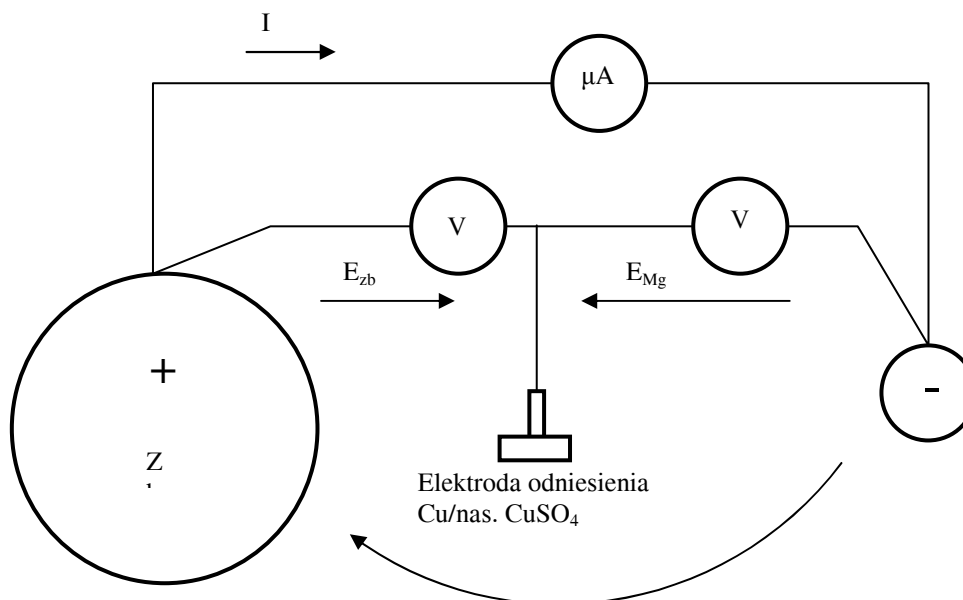 I
μA
V
V
E_zb
E_Mg
+
-
Z
Elektroda odniesienia
Cu/nas. CuSO₄